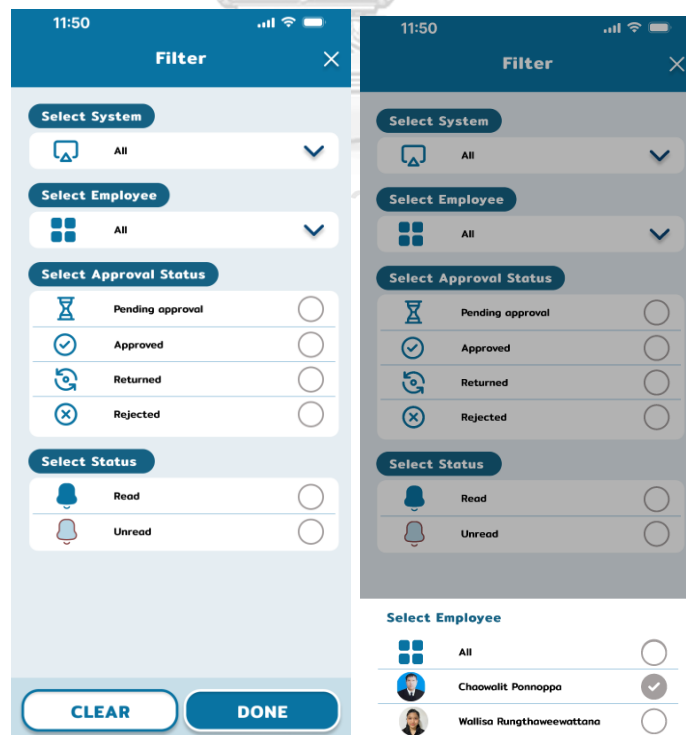 11:50
Filter
Select System
All
Select Employee
All
Select Approval Status
Pending approval
Approved
Returned
Rejected
Select Status
Read
Unread
CLEAR
DONE
11:50
Filter
Select System
All
Select Employee
All
Select Approval Status
Pending approval
Approved
Returned
Rejected
Select Status
Read
Unread
Select Employee
All
Chaowalit Ponnoppa
Wallisa Rungthaweewattana